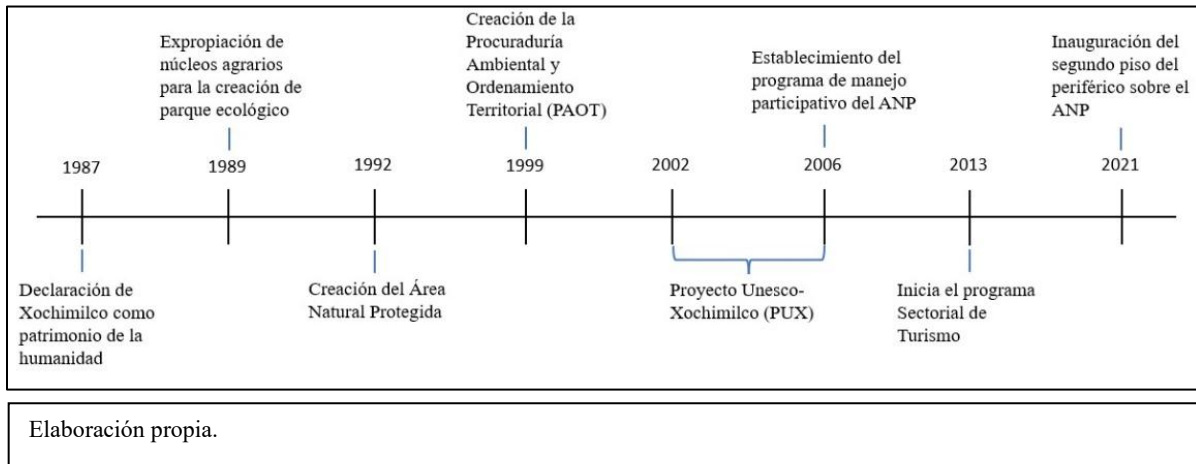 Expropiación de
núcleos agrarios
para la creación de
parque ecológico
Creación de la
Procuraduría
Ambiental y
Ordenamiento
Territorial (PAOT)
Establecimiento del
programa de manejo
participativo del ANP
Inauguración del
segundo piso del
periférico sobre el
ANP
1987
1989
1992
1999
2002
2006
2013
2021
Declaración de
Xochimilco como
patrimonio de la
humanidad
Creación del Área
Natural Protegida
Proyecto Unesco-
Xochimilco (PUX)
Inicia el programa
Sectorial de
Turismo
Elaboración propia.